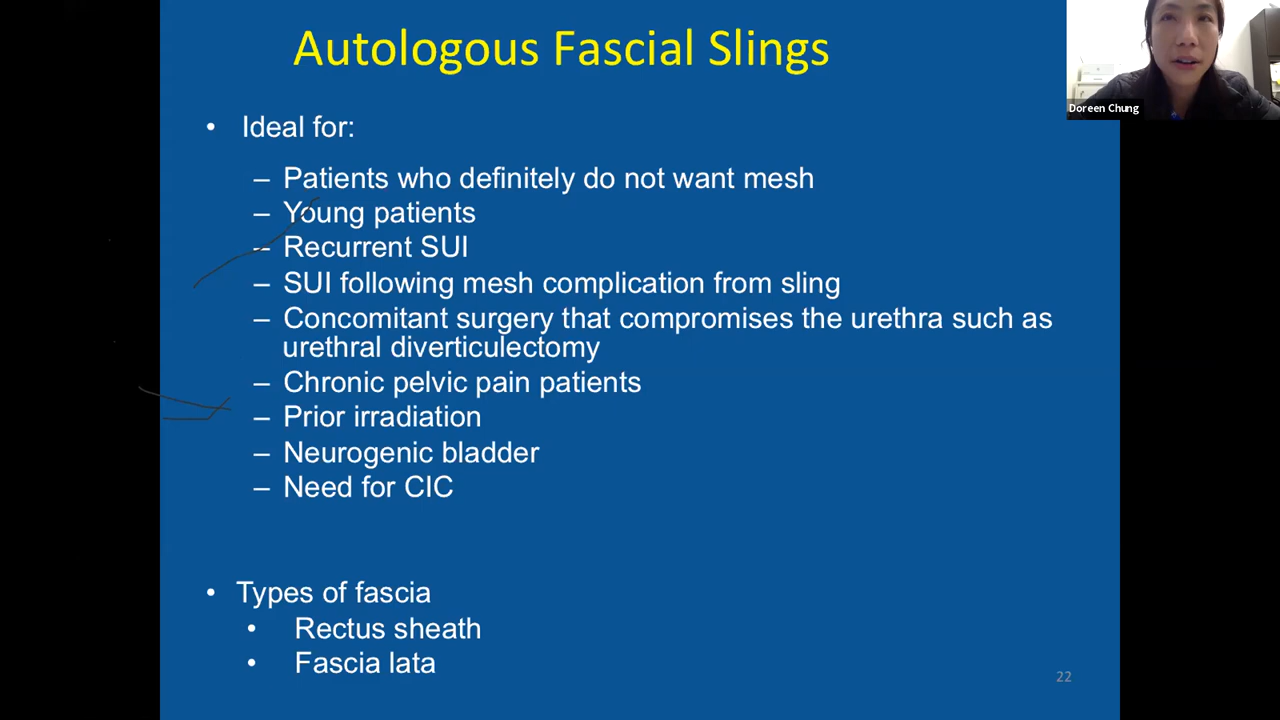 Autologous Fascial Slings
Doreen Chung
• Ideal for:
– Patients who definitely do not want mesh
– Young patients
– Recurrent SUI
– SUI following mesh complication from sling
– Concomitant surgery that compromises the urethra such as
urethral diverticulectomy
– Chronic pelvic pain patients
– Prior irradiation
– Neurogenic bladder
– Need for CIC
• Types of fascia
• Rectus sheath
• Fascia lata
22